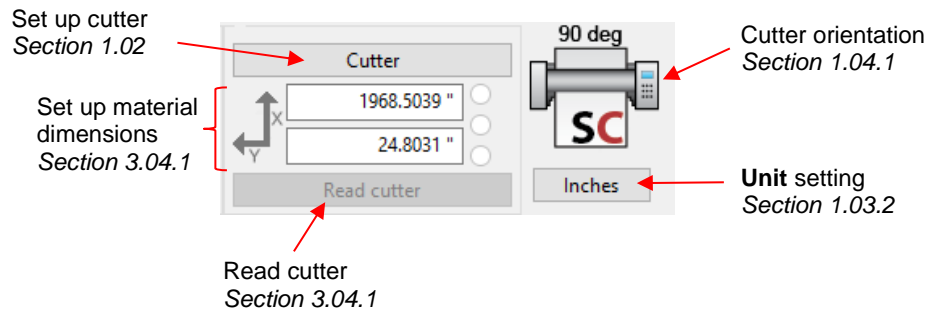 Set up cutter
Section 1.02
Cutter
Set up material
dimensions
Section 3.04.1
X
1968.5039 "
Y
24.8031 "
Read cutter
90 deg
SC
Inches
Cutter orientation
Section 1.04.1
Unit setting
Section 1.03.2
Read cutter
Section 3.04.1